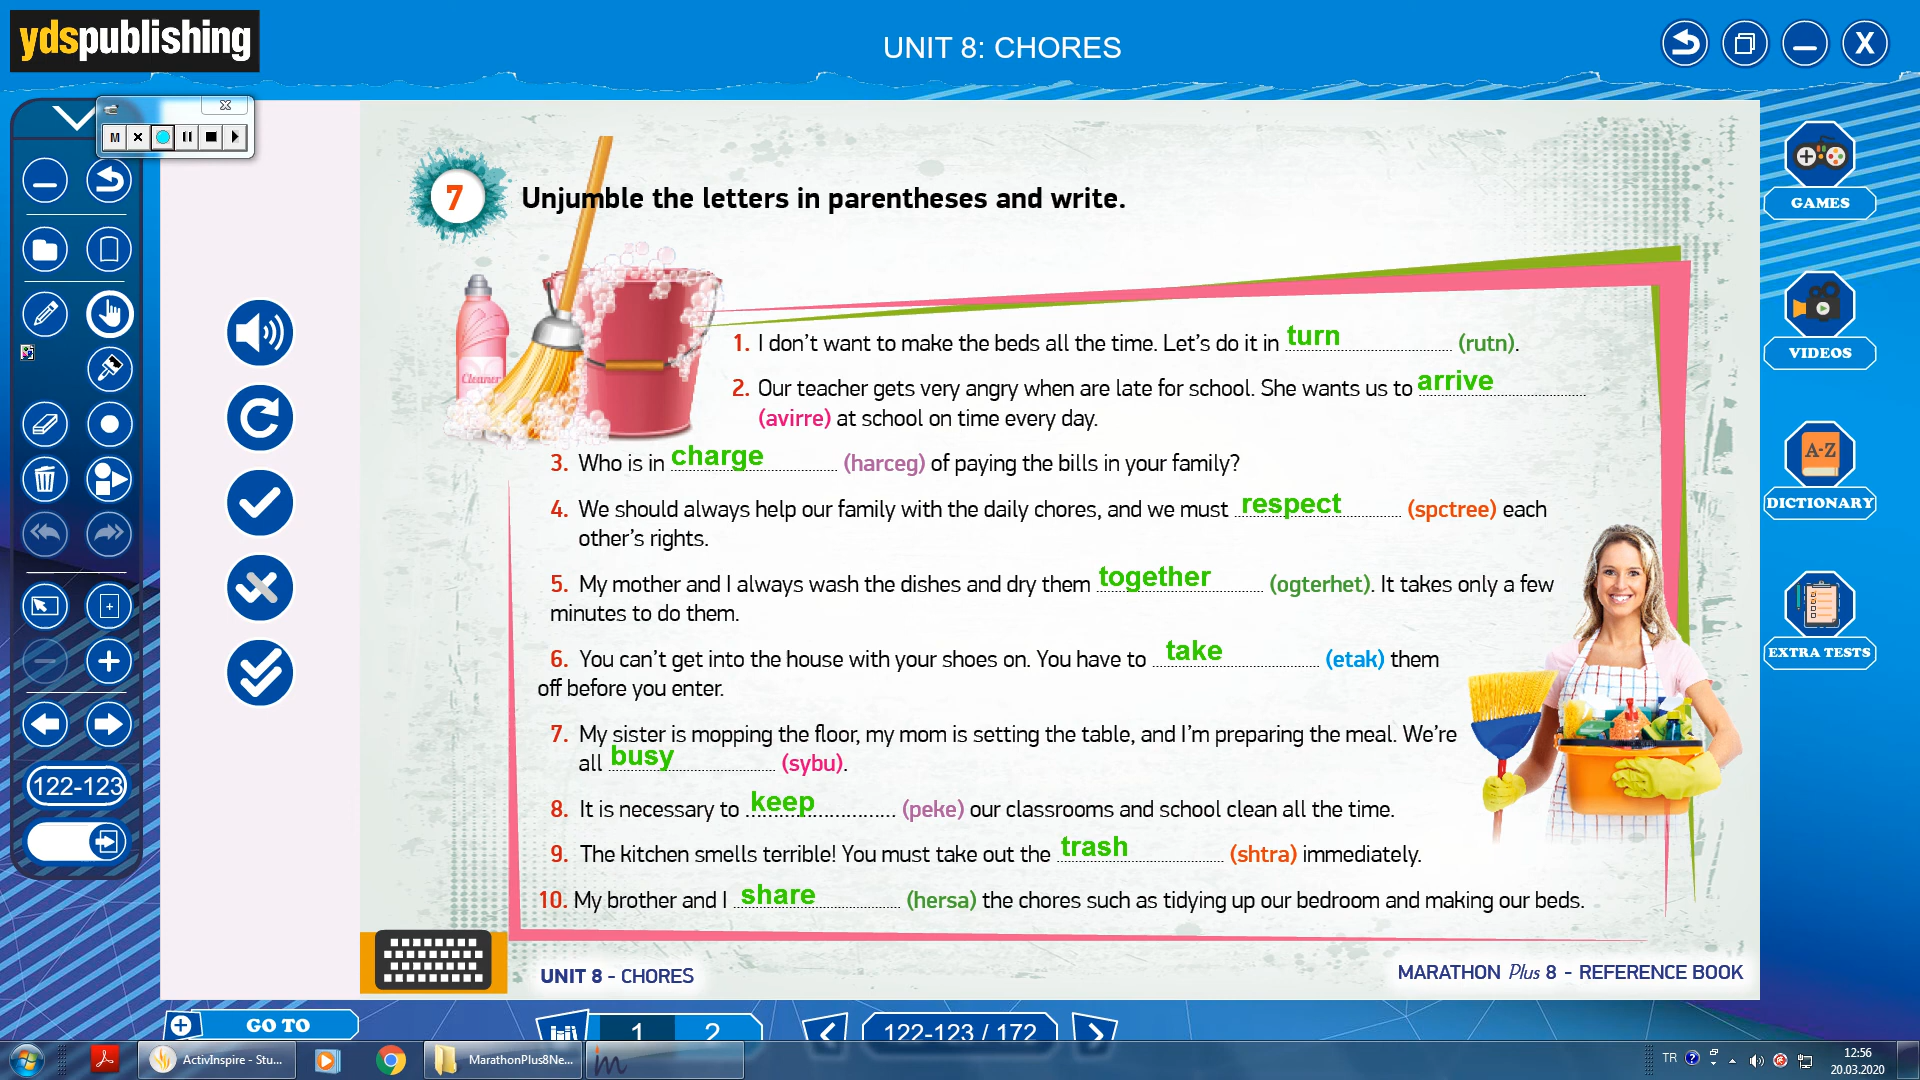 ydspublishing
UNIT 8: CHORES
X
x
M
7
Unjumble the letters in parentheses and write.
Cleaner
1. I don't want to make the beds all the time. Let's do it in turn (rutn).
2. Our teacher gets very angry when are late for school. She wants us to arrive
(avirre) at school on time every day.
3. Who is in charge (harceg) of paying the bills in your family?
4. We should always help our family with the daily chores, and we must respect (spctree) each
other's rights.
5. My mother and I always wash the dishes and dry them together (ogterhet). It takes only a few
minutes to do them.
6. You can't get into the house with your shoes on. You have to take (etak) them
off before you enter.
7. My sister is mopping the floor, my mom is setting the table, and I'm preparing the meal. We're
all busy (sybu).
8. It is necessary to keep (peke) our classrooms and school clean all the time.
9. The kitchen smells terrible! You must take out the trash (shtra) immediately.
10. My brother and I share (hersa) the chores such as tidying up our bedroom and making our beds.
UNIT 8 - CHORES
MARATHON Plus 8 - REFERENCE BOOK
GAMES
VIDEOS
A-Z
DICTIONARY
EXTRA TESTS
122-123
GO TO
1 2
122-123 / 172
ActivInspire - Stu...
MarathonPlus8Ne...
TR
12:56
20.03.2020